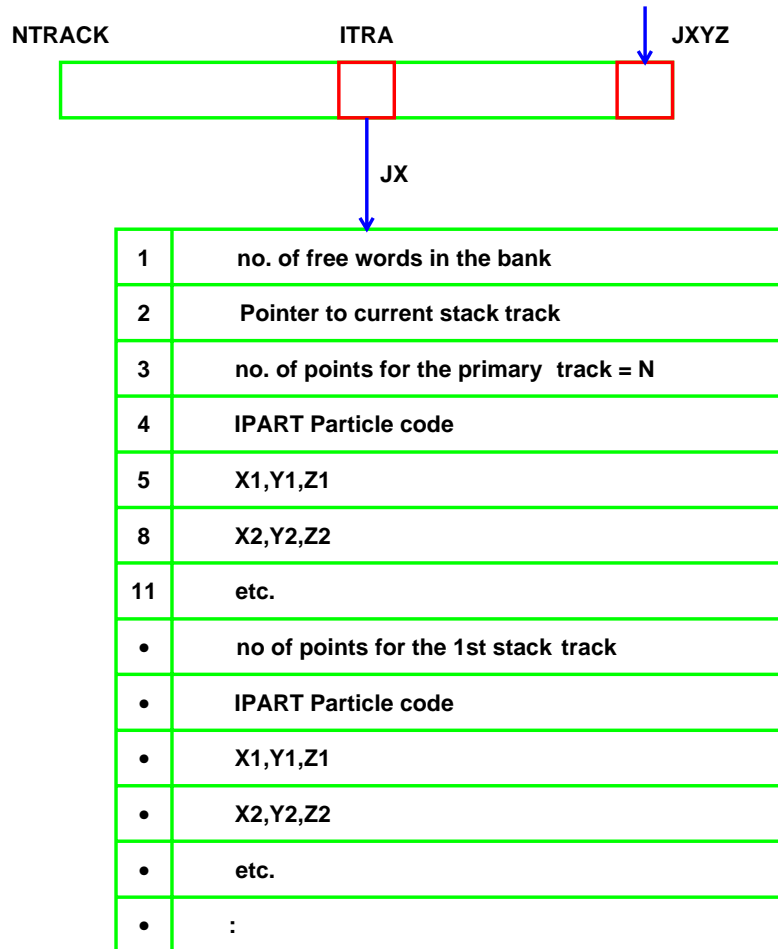 NTRACK ITRA JXYZ
JX
1 no. of free words in the bank
2 Pointer to current stack track
3 no. of points for the primary track = N
4 IPART Particle code
5 X1,Y1,Z1
8 X2,Y2,Z2
11 etc.
• no of points for the 1st stack track
• IPART Particle code
• X1,Y1,Z1
• X2,Y2,Z2
• etc.
• :